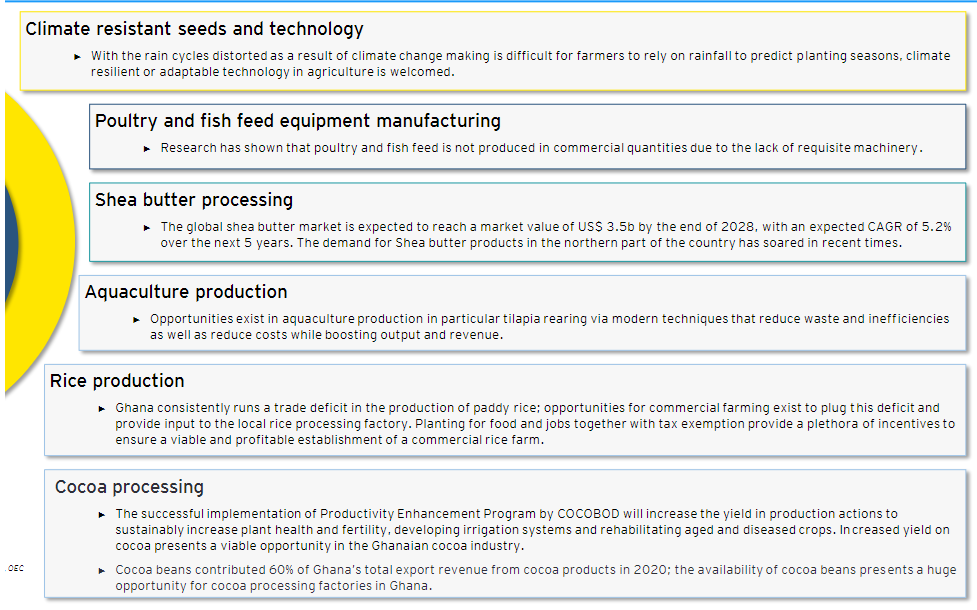 Climate resistant seeds and technology
► With the rain cycles distorted as a result of climate change making is difficult for farmers to rely on rainfall to predict planting seasons, climate
resilient or adaptable technology in agriculture is welcomed.
Poultry and fish feed equipment manufacturing
► Research has shown that poultry and fish feed is not produced in commercial quantities due to the lack of requisite machinery.
Shea butter processing
► The global shea butter market is expected to reach a market value of US$ 3.5b by the end of 2028, with an expected CAGR of 5.2%
over the next 5 years. The demand for Shea butter products in the northern part of the country has soared in recent times.
Aquaculture production
► Opportunities exist in aquaculture production in particular tilapia rearing via modern techniques that reduce waste and inefficiencies
as well as reduce costs while boosting output and revenue.
Rice production
► Ghana consistently runs a trade deficit in the production of paddy rice; opportunities for commercial farming exist to plug this deficit and
provide input to the local rice processing factory. Planting for food and jobs together with tax exemption provide a plethora of incentives to
ensure a viable and profitable establishment of a commercial rice farm.
Cocoa processing
► The successful implementation of Productivity Enhancement Program by COCOBOD will increase the yield in production actions to
sustainably increase plant health and fertility, developing irrigation systems and rehabilitating aged and diseased crops. Increased yield on
cocoa presents a viable opportunity in the Ghanaian cocoa industry.
► Cocoa beans contributed 60% of Ghana's total export revenue from cocoa products in 2020; the availability of cocoa beans presents a huge
opportunity for cocoa processing factories in Ghana.
OEC